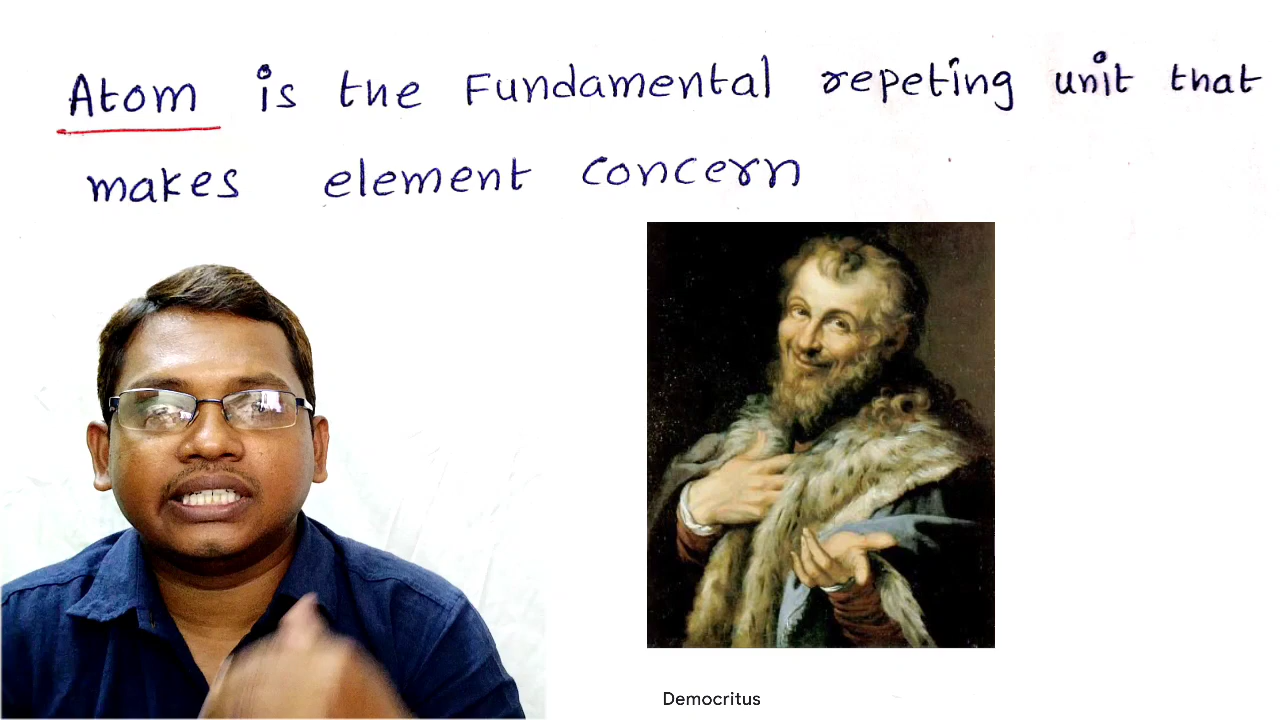 Atom is the Fundamental repeting unit that
makes element concern
Democritus